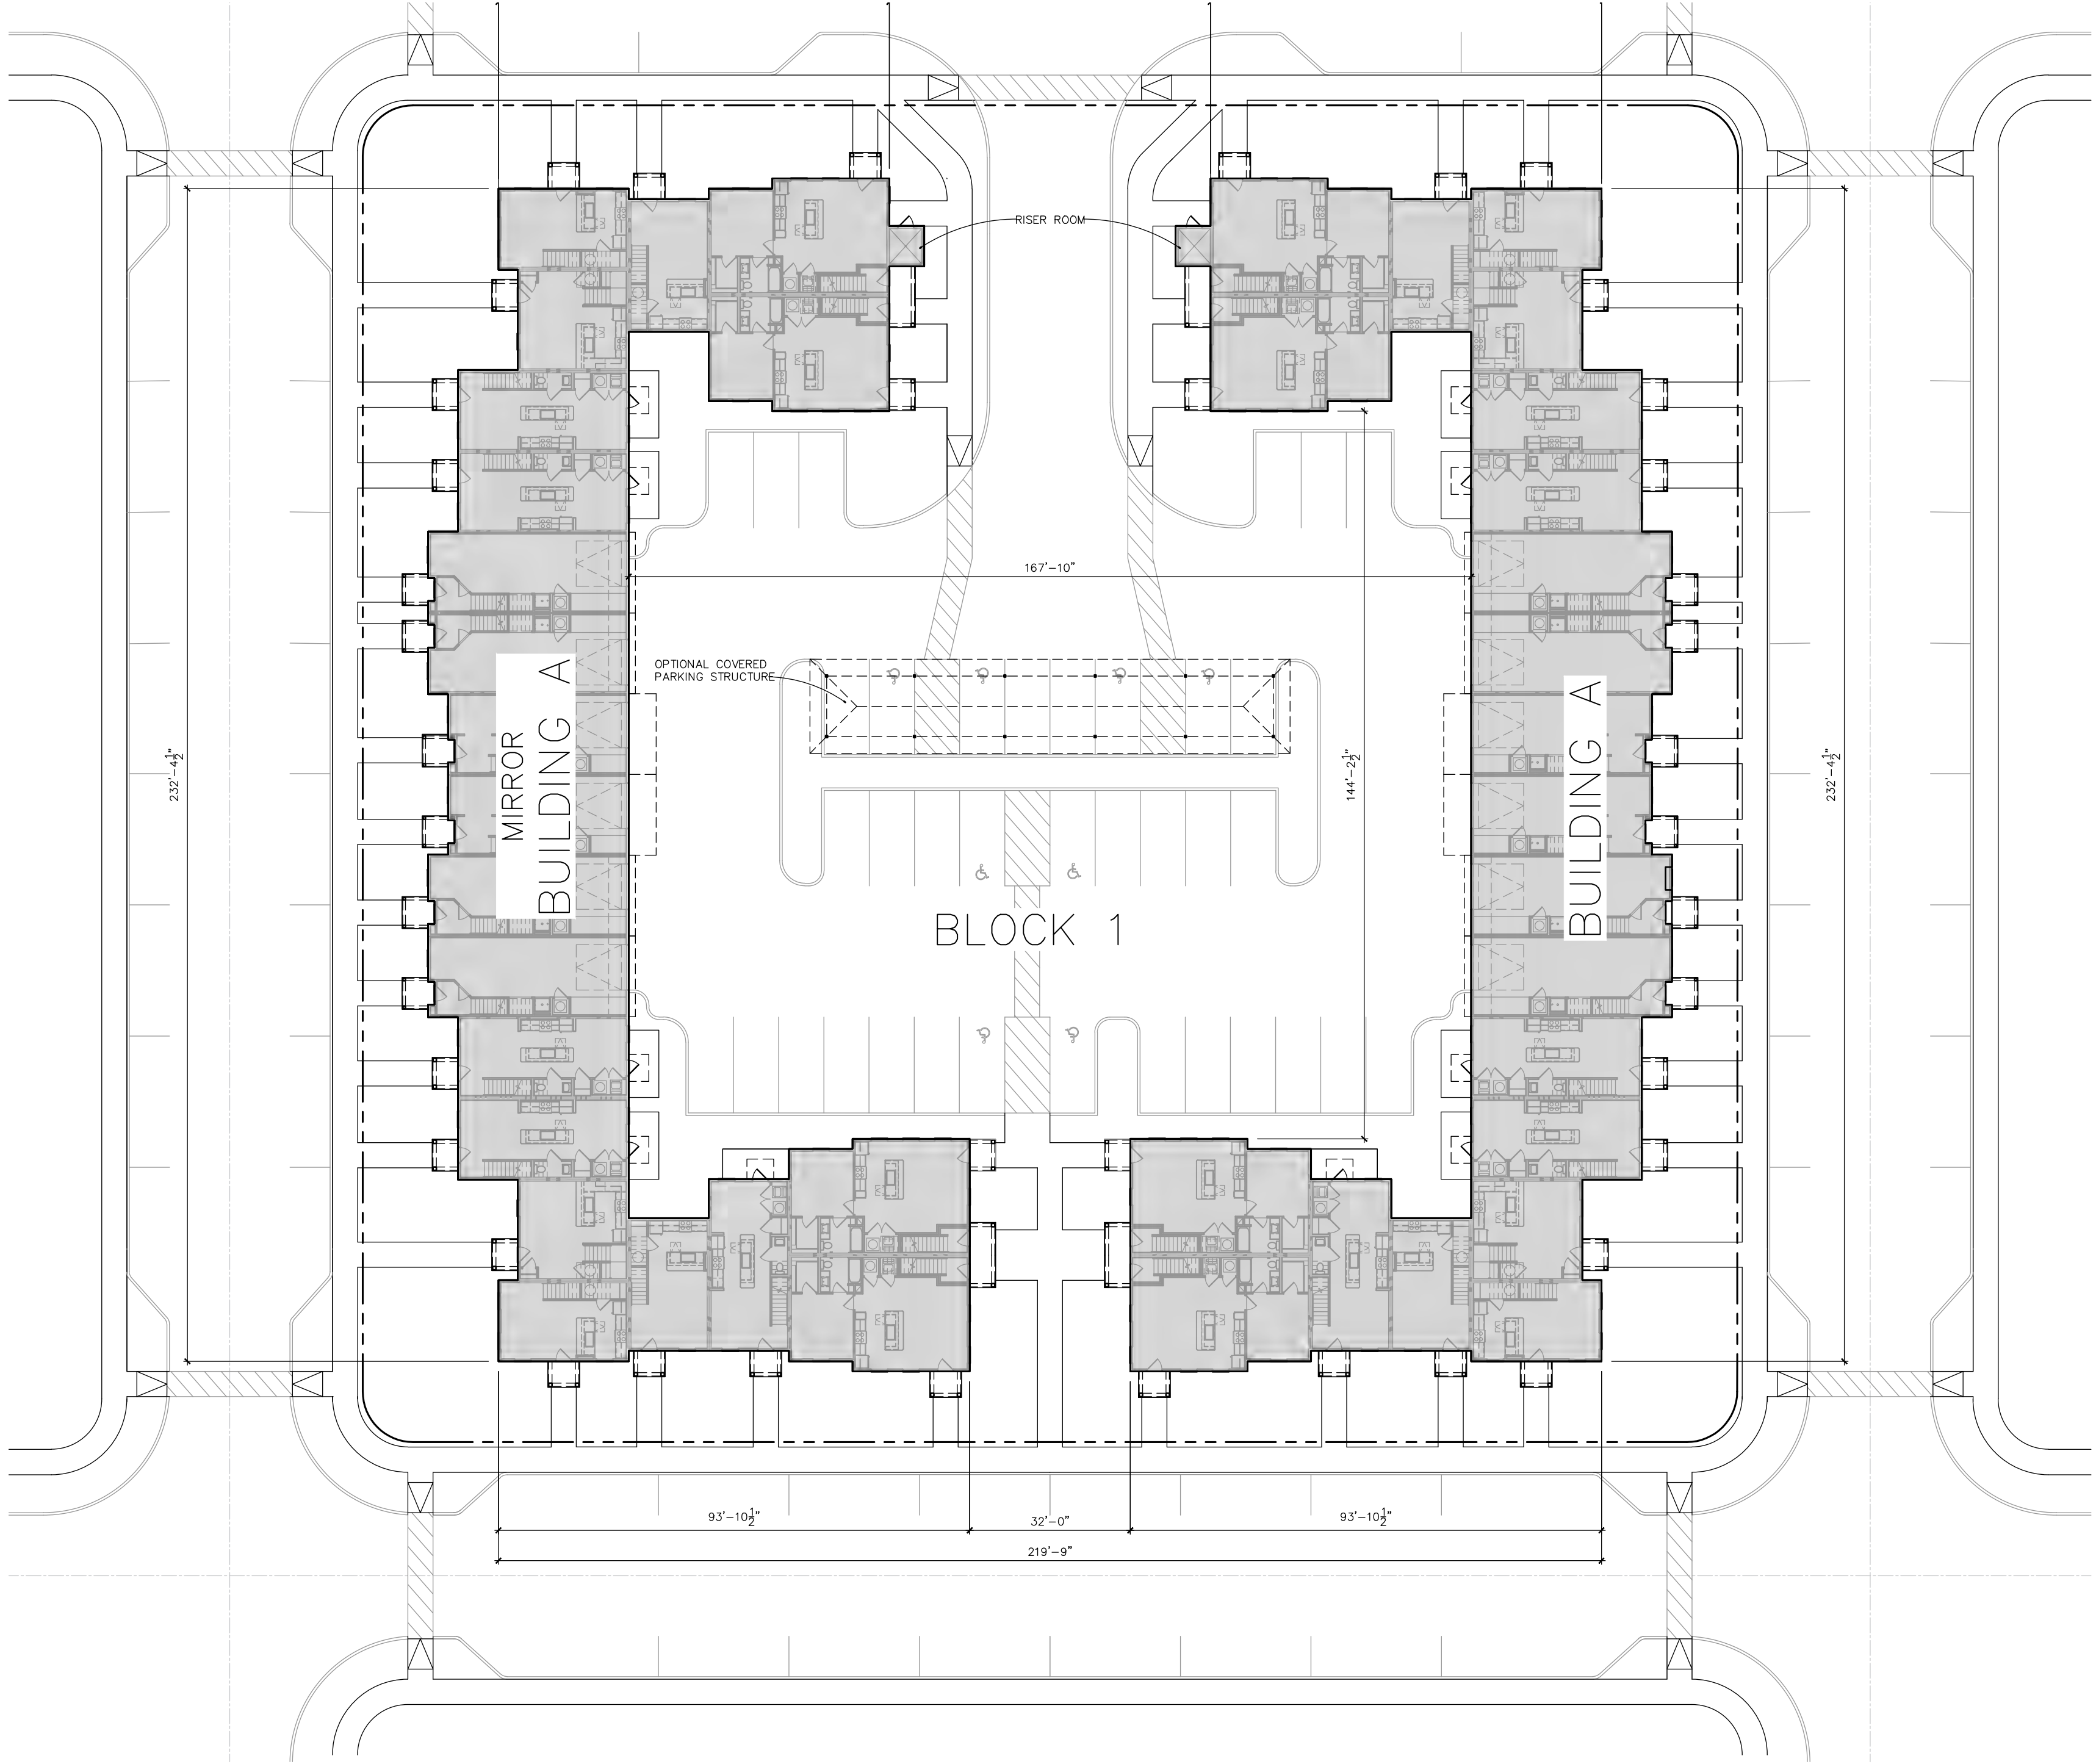 RISER ROOM
167'-10"
OPTIONAL COVERED
PARKING STRUCTURE
MIRROR
BUILDING A
BUILDING A
232'-4½"
144'-2½"
232'-4½"
BLOCK 1
93'-10½"
32'-0"
93'-10½"
219'-9"